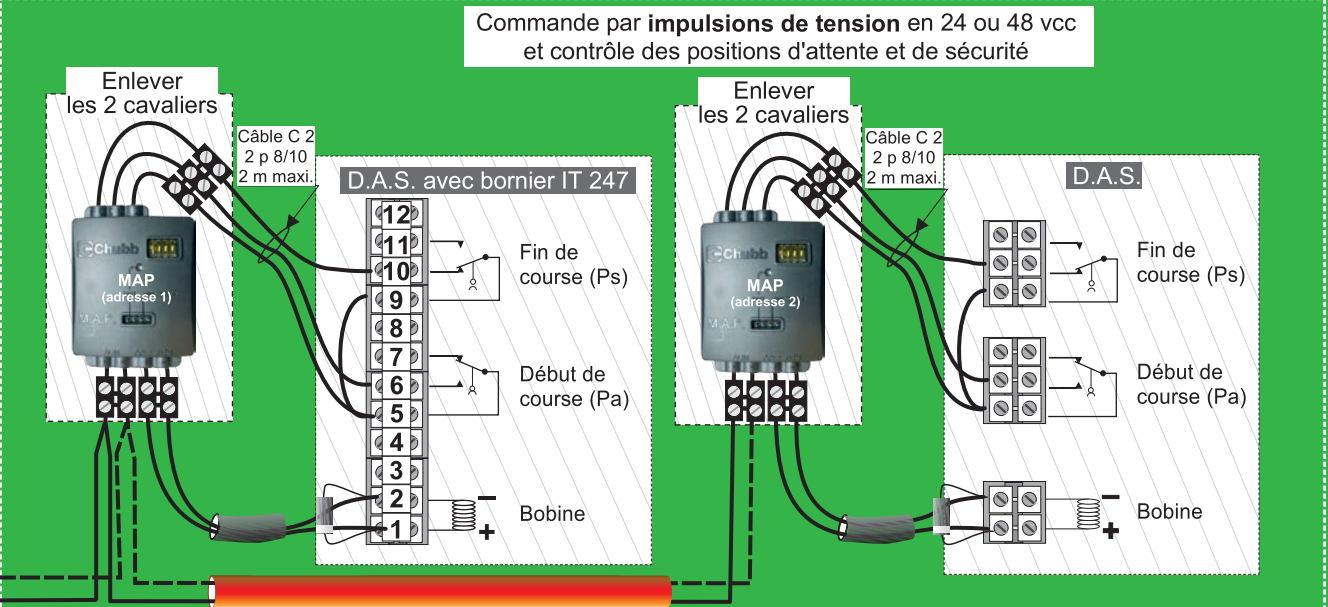 Commande par impulsions de tension en 24 ou 48 vcc
et contrôle des positions d'attente et de sécurité
Enlever
les 2 cavaliers
Câble C 2
2 p 8/10
2 m maxi.
D.A.S. avec bornier IT 247
Chubb
MAP
(adresse 1)
M.A.P.
12
11
10
9
8
7
6
5
4
3
2
1
Fin de
course (Ps)
Début de
course (Pa)
−
+
Bobine
Enlever
les 2 cavaliers
Câble C 2
2 p 8/10
2 m maxi.
D.A.S.
Chubb
MAP
(adresse 2)
M.A.P.
Fin de
course (Ps)
Début de
course (Pa)
−
+
Bobine